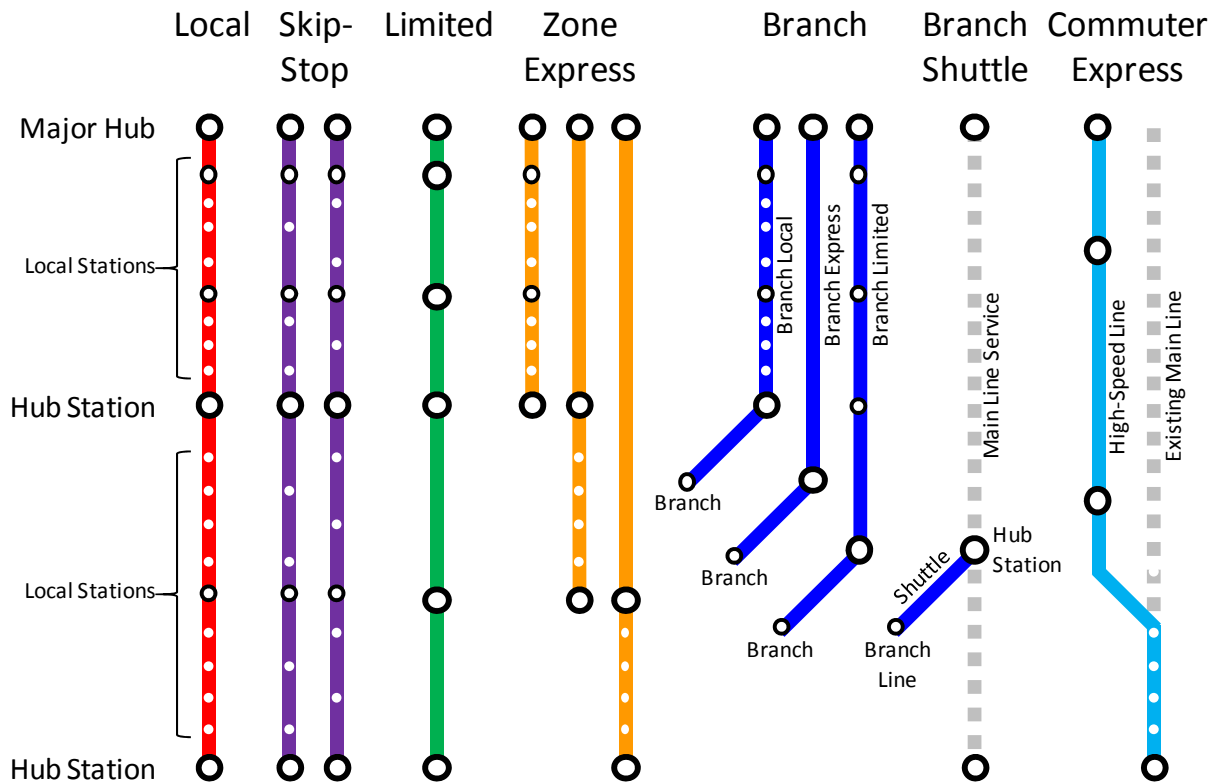 Local
Skip-
Stop
Limited
Zone
Express
Branch
Branch
Shuttle
Commuter
Express
Major Hub
Local Stations
Hub Station
Local Stations
Hub Station
Branch Local
Branch Express
Branch Limited
Branch
Branch
Branch
Main Line Service
Hub
Station
Shuttle
Branch
Line
High-Speed Line
Existing Main Line